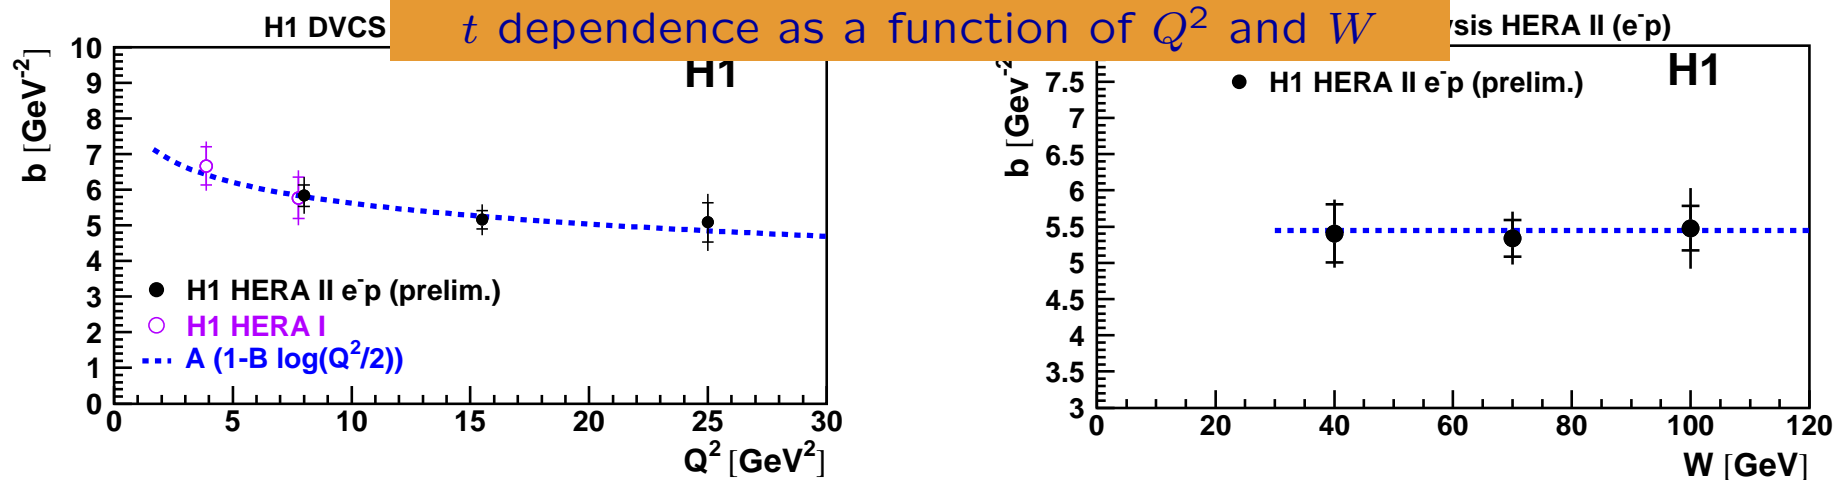 t dependence as a function of Q² and W
H1 DVCS
H1
10
9
8
7
6
5
4
3
2
1
0
b [GeV⁻²]
H1 HERA II e⁻p (prelim.)
H1 HERA I
A (1-B log(Q²/2))
0 5 10 15 20 25 30
Q² [GeV²]
ysis HERA II (e⁻p)
H1 HERA II e⁻p (prelim.)
H1
7.5
7
6.5
6
5.5
5
4.5
4
3.5
3
b [Gev⁻²
0 20 40 60 80 100 120
W [GeV]